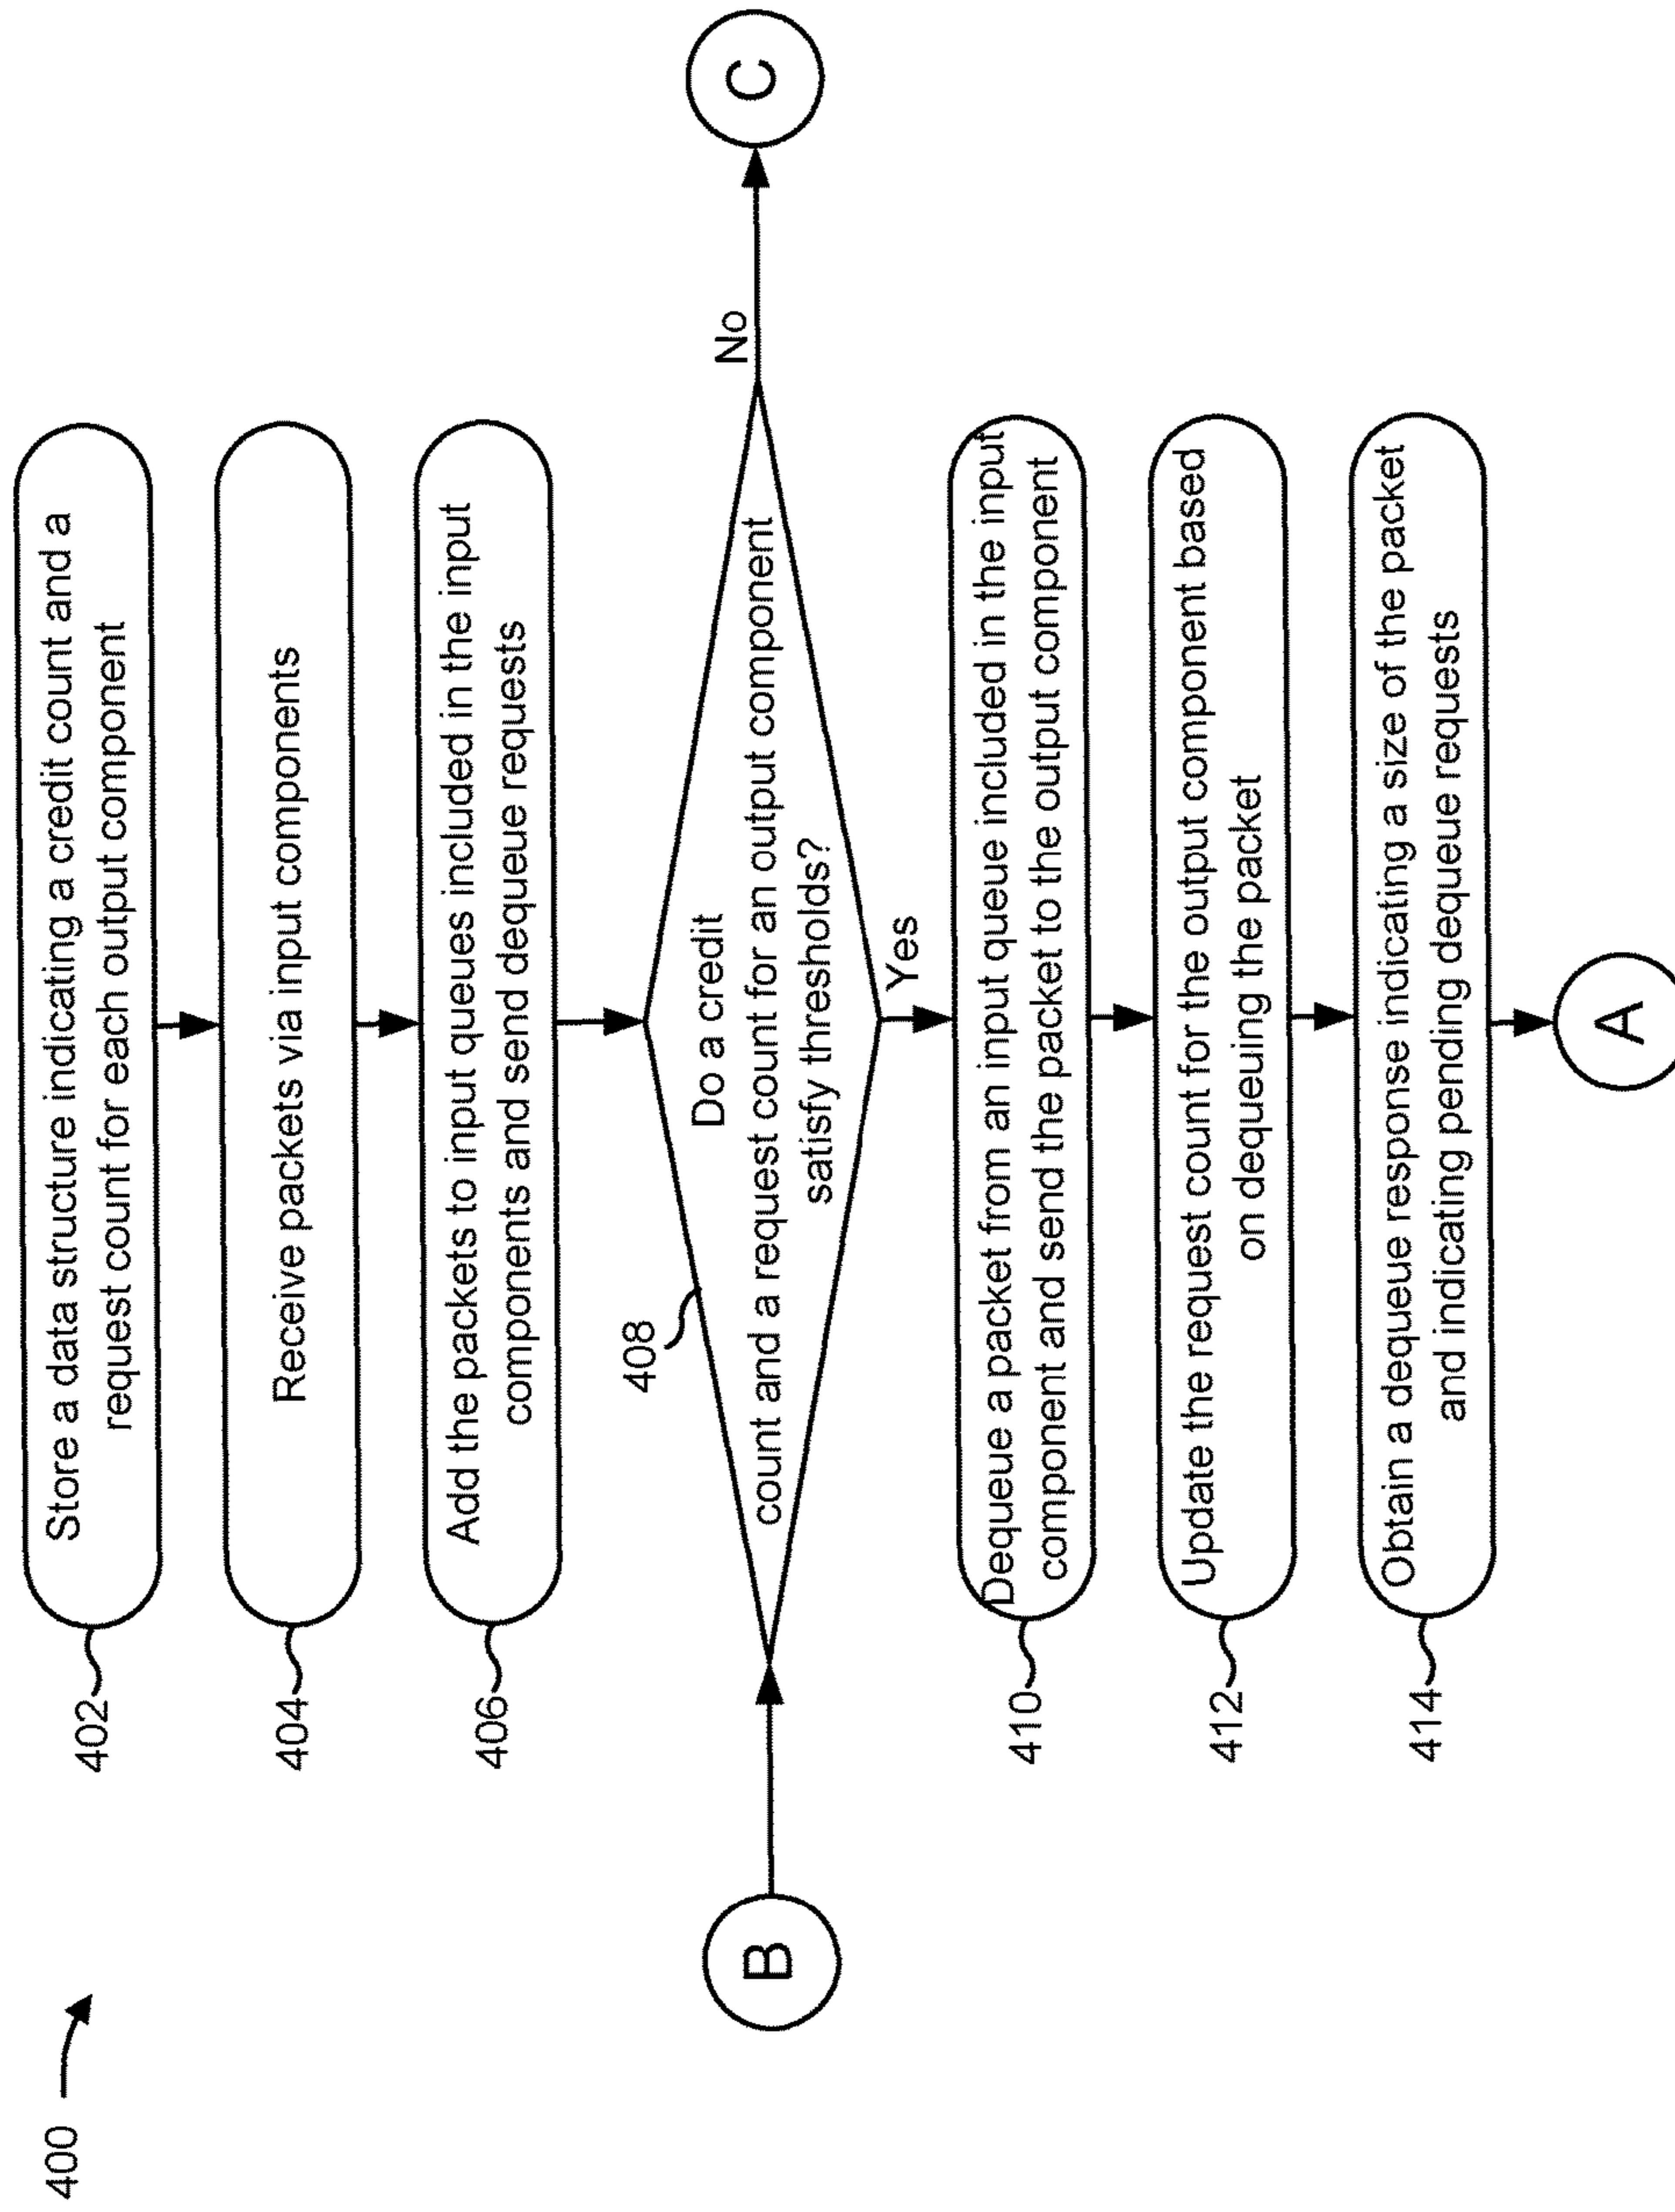 400
402
Store a data structure indicating a credit count and a
request count for each output component
404
Receive packets via input components
406
Add the packets to input queues included in the input
components and send dequeue requests
408
Do a credit
count and a request count for an output component
satisfy thresholds?
B
No
C
Yes
410
Dequeue a packet from an input queue included in the input
component and send the packet to the output component
412
Update the request count for the output component based
on dequeuing the packet
414
Obtain a dequeue response indicating a size of the packet
and indicating pending dequeue requests
A